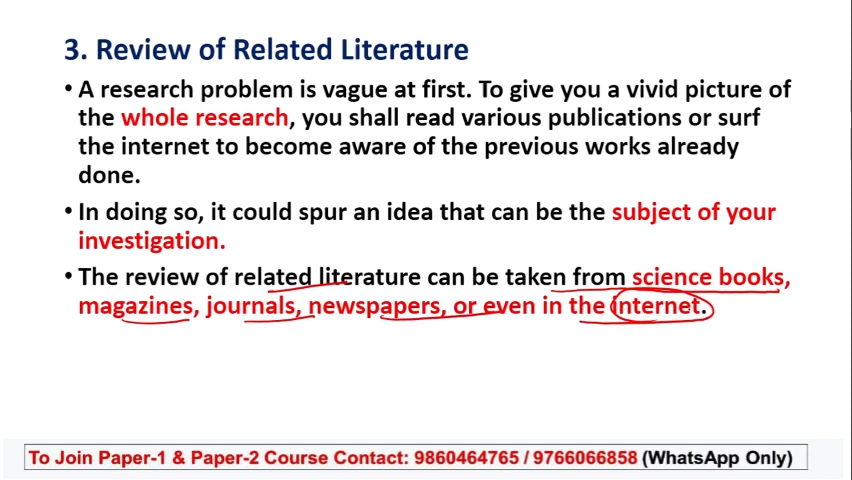 3. Review of Related Literature
• A research problem is vague at first. To give you a vivid picture of
the whole research, you shall read various publications or surf
the internet to become aware of the previous works already
done.
• In doing so, it could spur an idea that can be the subject of your
investigation.
• The review of related literature can be taken from science books,
magazines, journals, newspapers, or even in the internet.
To Join Paper-1 & Paper-2 Course Contact: 9860464765 / 9766066858 (WhatsApp Only)